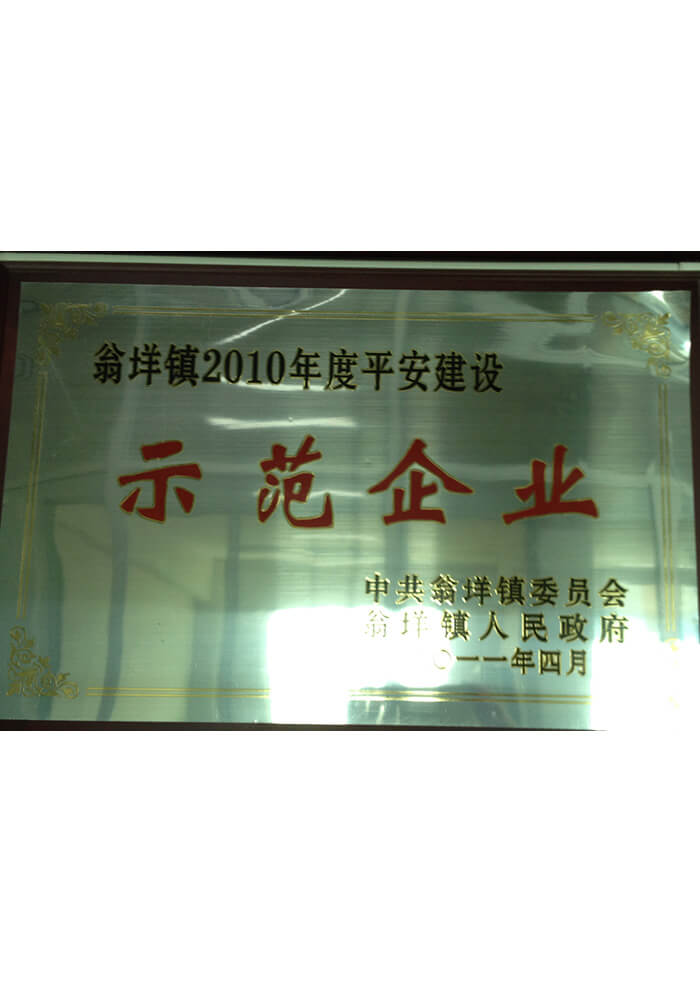 翁垟镇2010年度平安建设
示范企业
中共翁垟镇委员会
翁垟镇人民政府
〇一一年四月